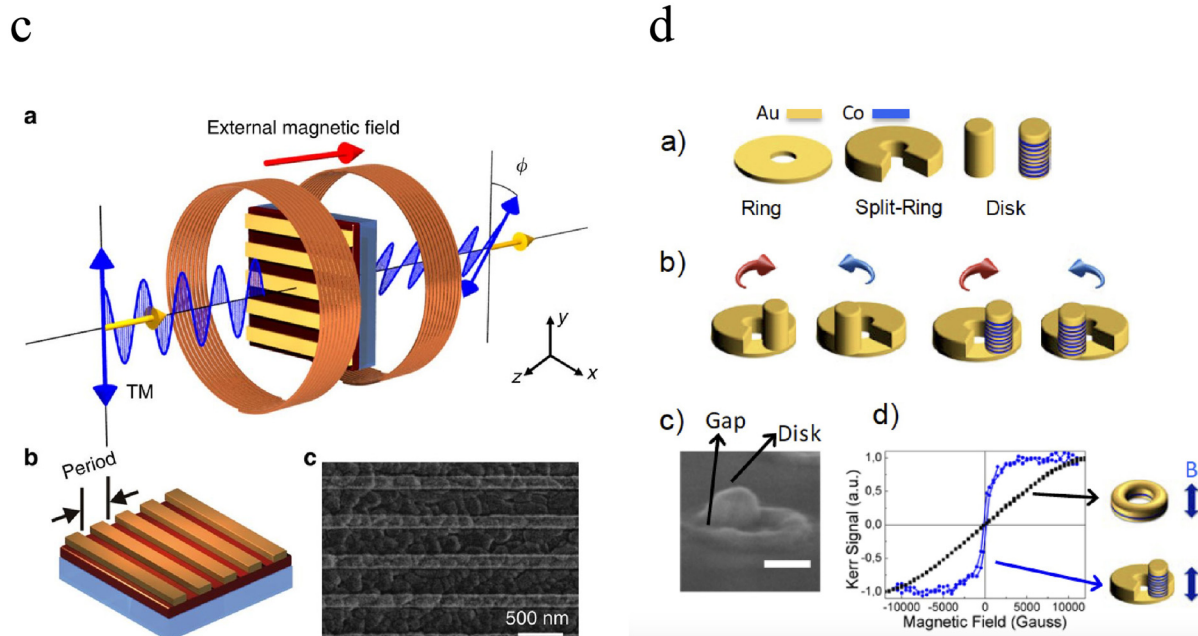 c
d
a
External magnetic field
ϕ
TM
y
z
x
b
Period
c
500 nm
Au
Co
a)
Ring
Split-Ring
Disk
b)
c)
Gap
Disk
d)
Kerr Signal (a.u.)
1,0
0,5
0,0
-0,5
-1,0
-10000
-5000
0
5000
10000
Magnetic Field (Gauss)
B